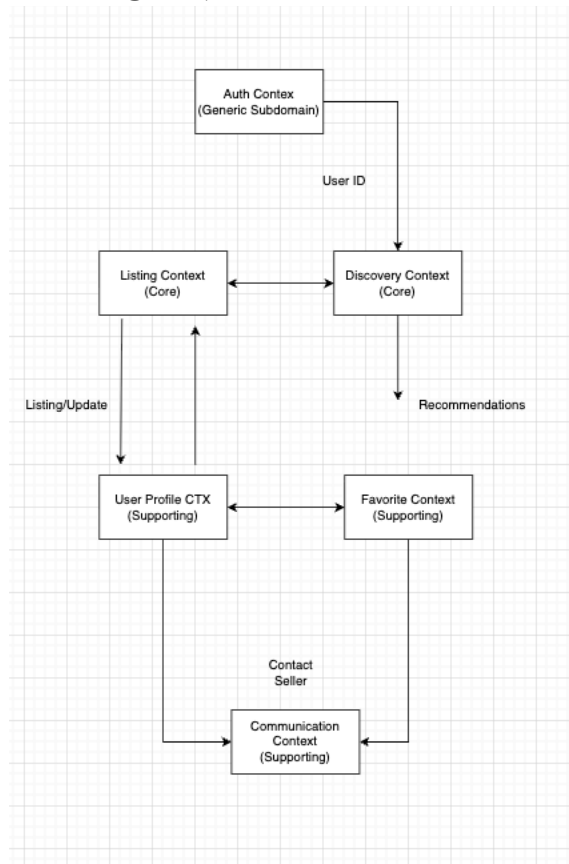 Auth Contex
(Generic Subdomain)
User ID
Listing Context
(Core)
Discovery Context
(Core)
Listing/Update
Recommendations
User Profile CTX
(Supporting)
Favorite Context
(Supporting)
Contact
Seller
Communication
Context
(Supporting)